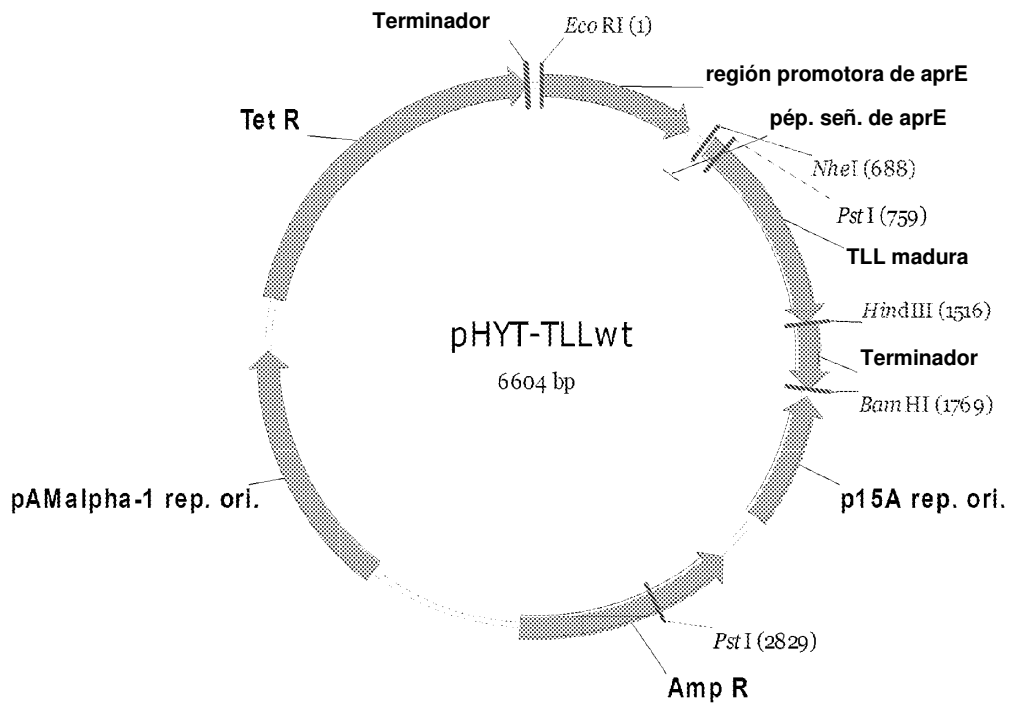 Terminador
EcoRI (1)
región promotora de aprE
pép. señ. de aprE
Tet R
NheI (688)
PstI (759)
TLL madura
HindIII (1516)
pHYT-TLLwt
6604 bp
Terminador
BamHI (1769)
pAMalpha-1 rep. ori.
p15A rep. ori.
PstI (2829)
Amp R